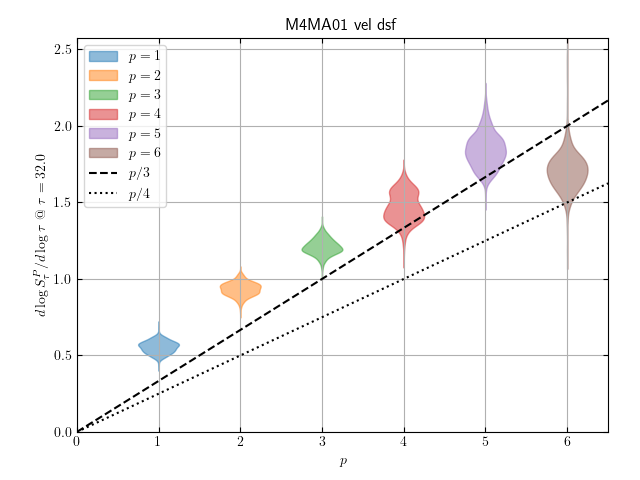 M4MA01 vel dsf
d log S_τ^P / d log τ @ τ = 32.0
2.5
2.0
1.5
1.0
0.5
0.0
p = 1
p = 2
p = 3
p = 4
p = 5
p = 6
p/3
p/4
0 1 2 3 4 5 6
p